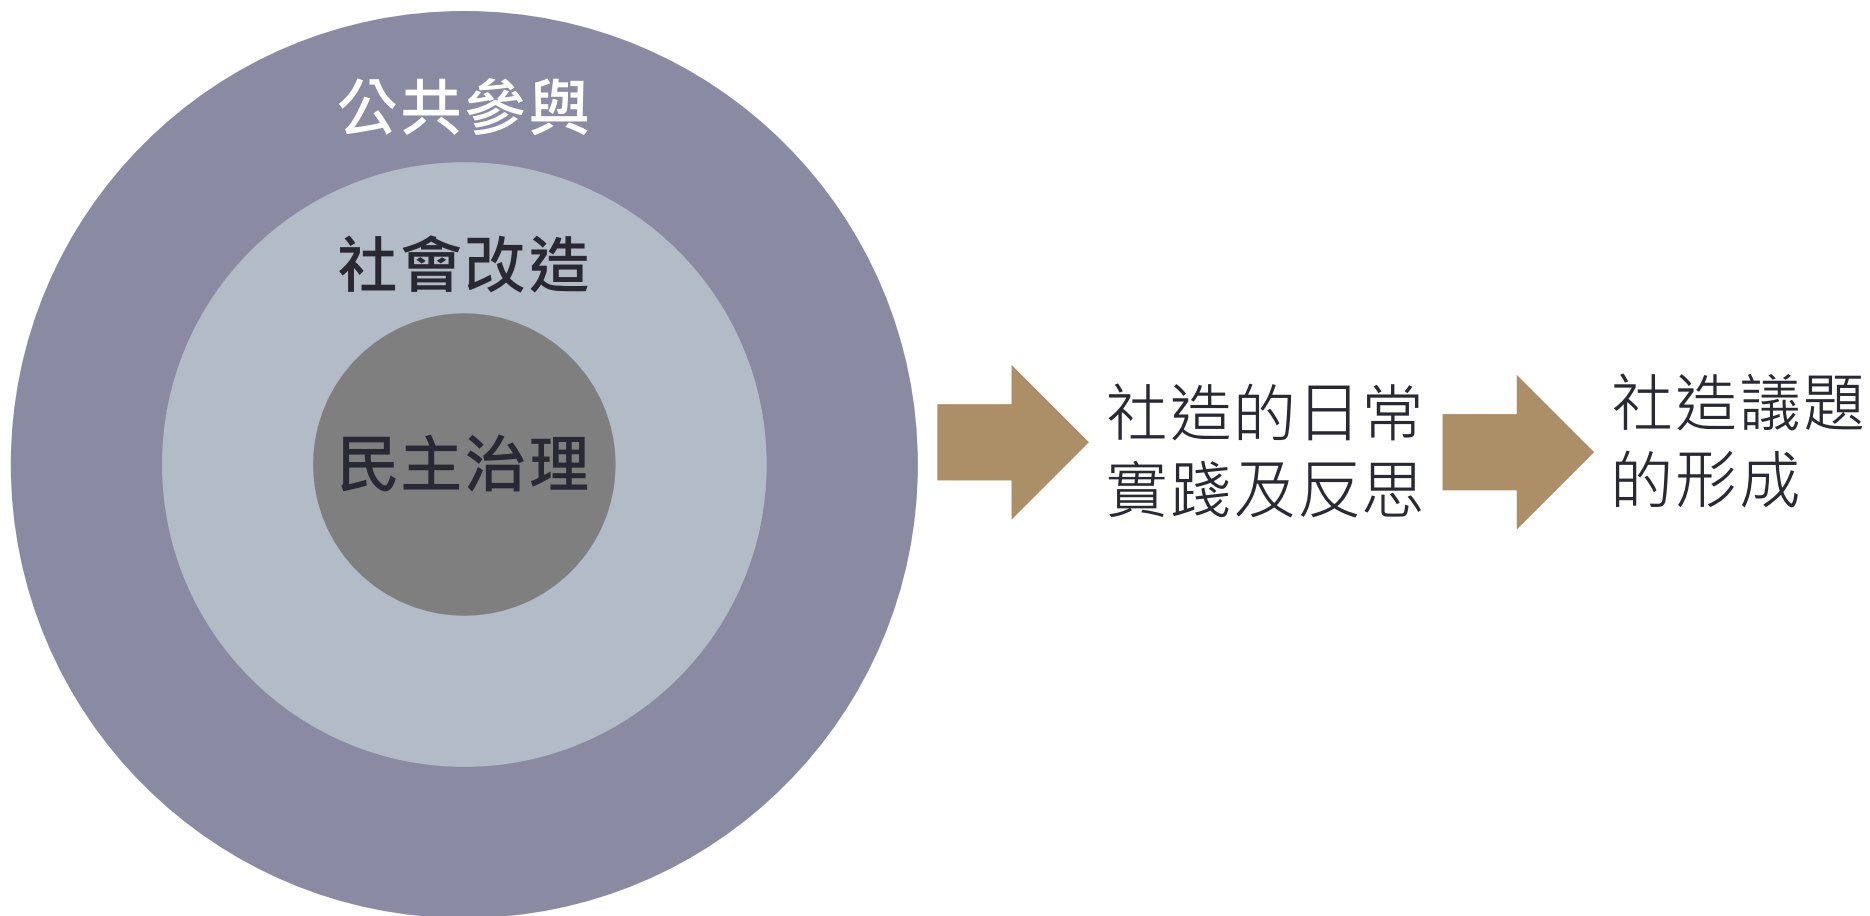 公共參與
社會改造
民主治理
社造的日常
實踐及反思
社造議題
的形成